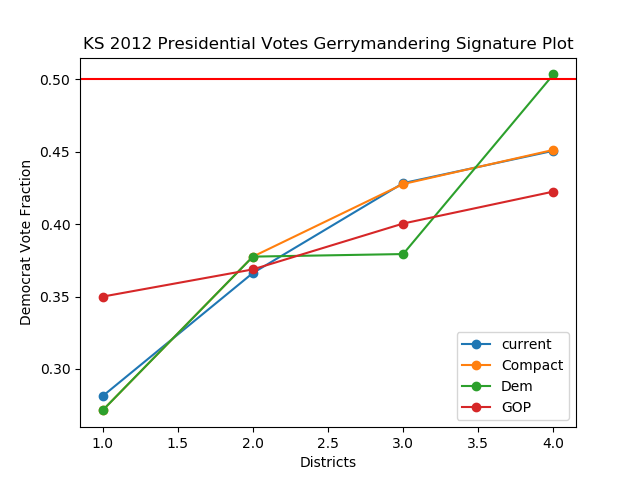 KS 2012 Presidential Votes Gerrymandering Signature Plot
0.50
0.45
0.40
0.35
0.30
Democrat Vote Fraction
current
Compact
Dem
GOP
1.0 1.5 2.0 2.5 3.0 3.5 4.0
Districts